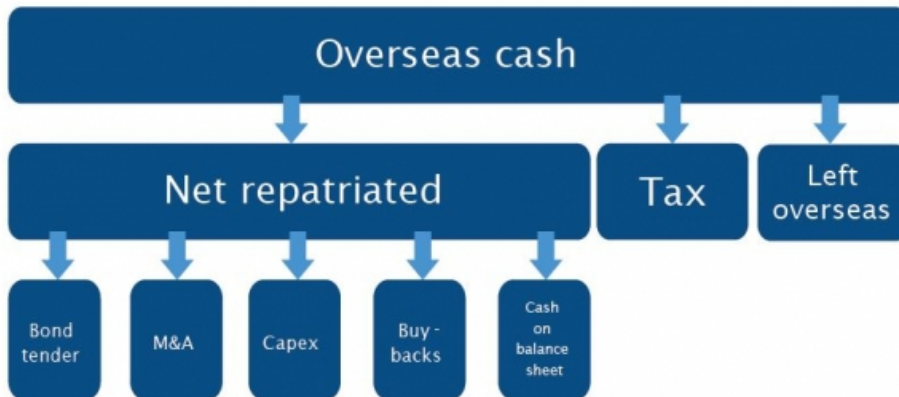 Overseas cash
Net repatriated
Tax
Left
overseas
Bond
tender
M&A
Capex
Buy-
backs
Cash
on
balance
sheet